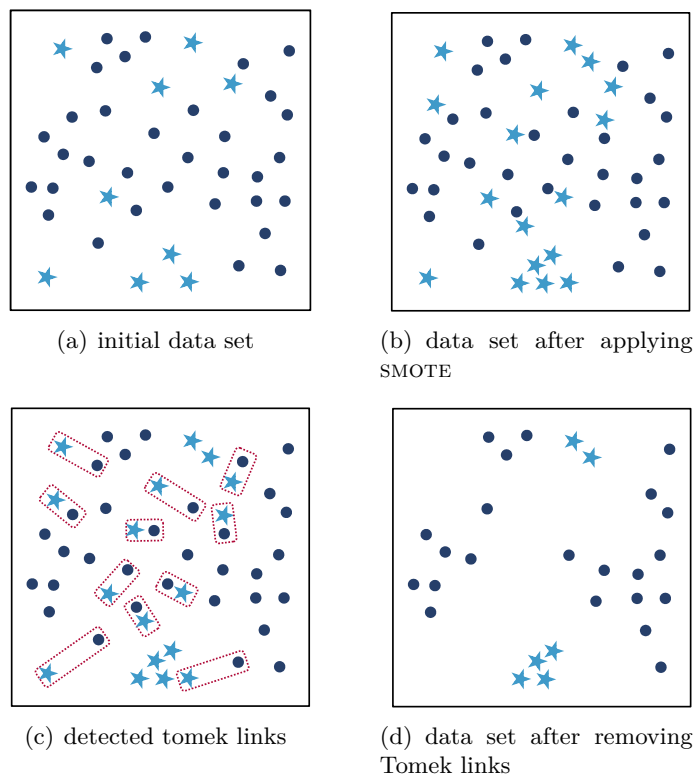 (a) initial data set
(b) data set after applying
SMOTE
(c) detected tomek links
(d) data set after removing
Tomek links